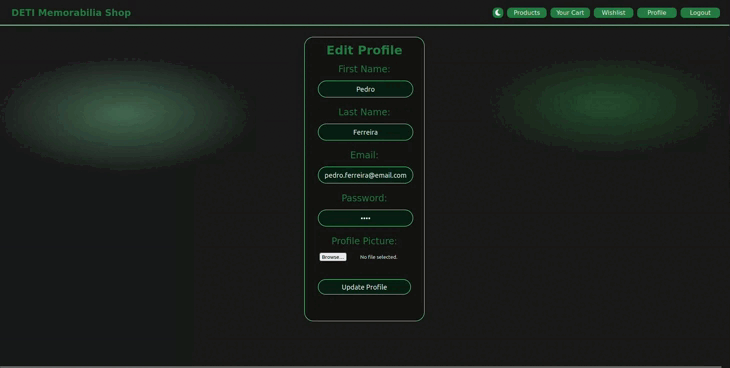 DETI Memorabilia Shop
Products Your Cart Wishlist Profile Logout
Edit Profile
First Name:
Pedro
Last Name:
Ferreira
Email:
pedro.ferreira@email.com
Password:
••••
Profile Picture:
Browse... No file selected.
Update Profile